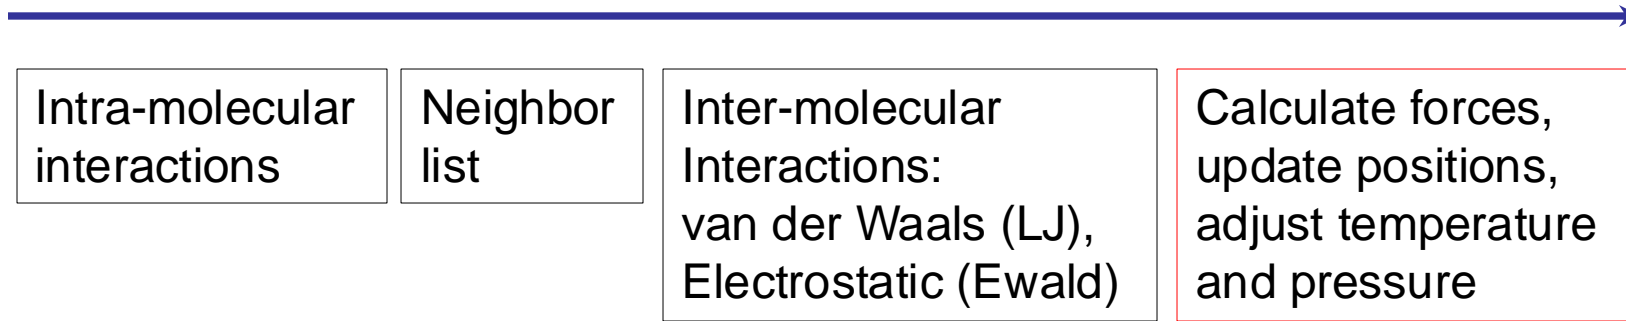 Intra-molecular
interactions
Neighbor
list
Inter-molecular
Interactions:
van der Waals (LJ),
Electrostatic (Ewald)
Calculate forces,
update positions,
adjust temperature
and pressure